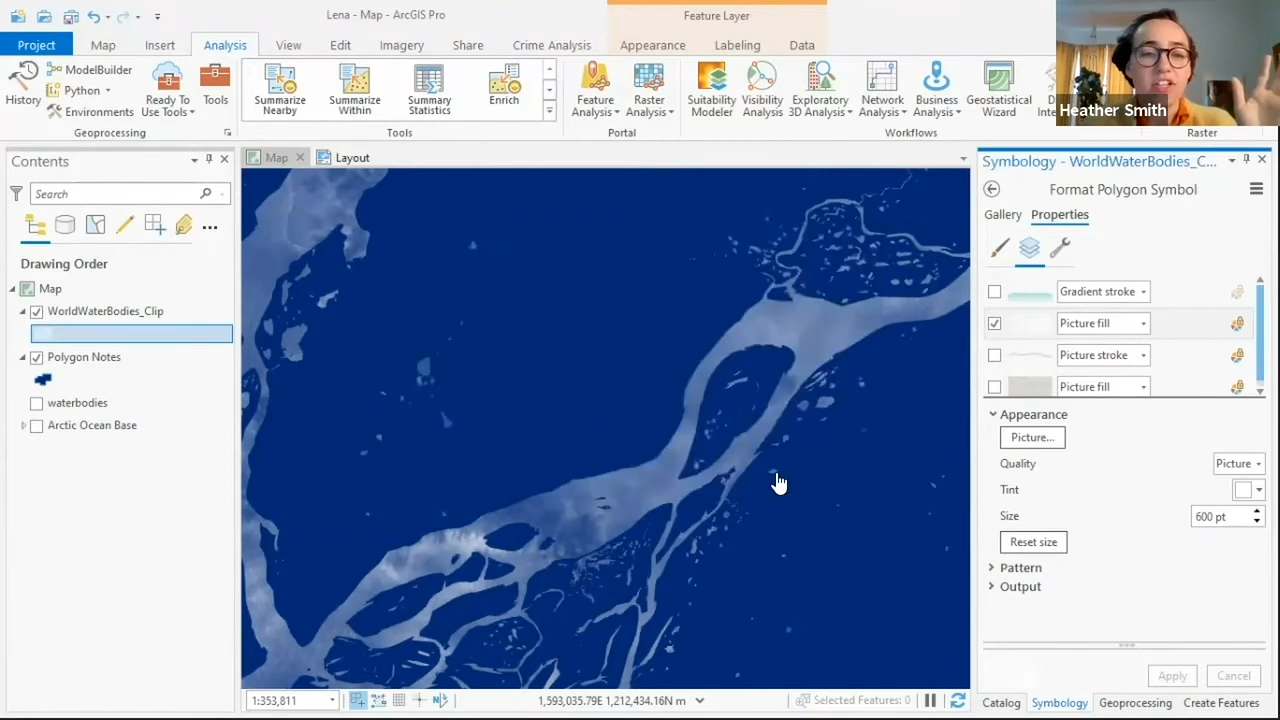 Lena - Map - ArcGIS Pro
Feature Layer
Project
Map
Insert
Analysis
View
Edit
Imagery
Share
Crime Analysis
Appearance
Labeling
Data
Heather Smith
History
ModelBuilder
Python
Environments
Ready To Use Tools
Tools
Summarize Nearby
Summarize Within
Summary Statistics
Enrich
Feature Analysis
Raster Analysis
Suitability Modeler
Visibility Analysis
Exploratory 3D Analysis
Network Analysis
Business Analysis
Geostatistical Wizard
Geoprocessing
Tools
Portal
Workflows
Raster
Contents
Search
Drawing Order
Map
WorldWaterBodies_Clip
Polygon Notes
waterbodies
Arctic Ocean Base
Map
Layout
Symbology - WorldWaterBodies_C...
Format Polygon Symbol
Gallery
Properties
Gradient stroke
Picture fill
Picture stroke
Picture fill
Appearance
Picture...
Quality
Picture
Tint
Size
600 pt
Reset size
Pattern
Output
Apply
Cancel
1:353,811
1,593,035.79E 1,212,434.16N m
Selected Features: 0
Catalog
Symbology
Geoprocessing
Create Features